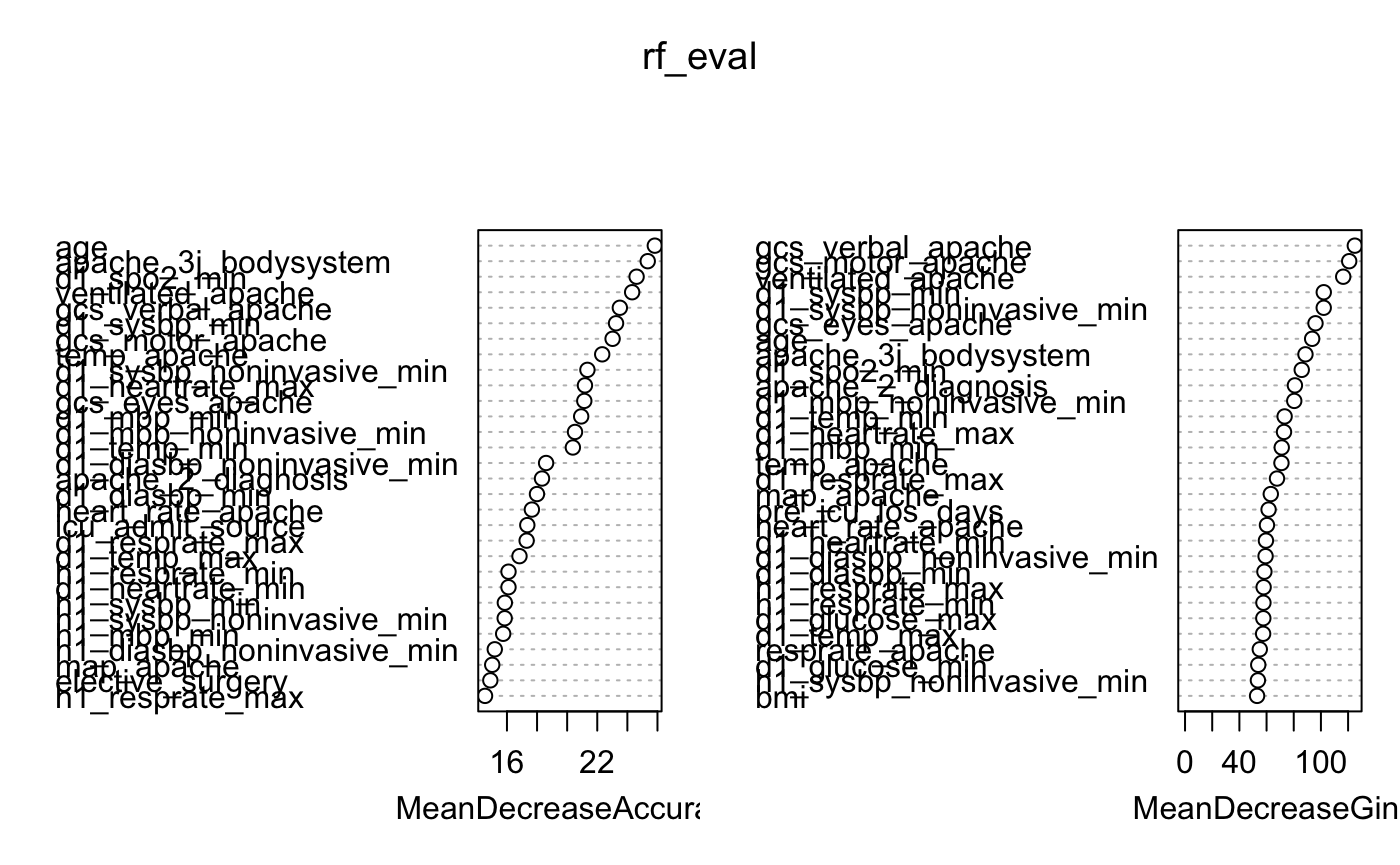 rf_eval
age
apache_3j_bodysystem
d1_spo2_min
ventilated_apache
gcs_verbal_apache
d1_sysbp_min
gcs_motor_apache
temp_apache
d1_sysbp_noninvasive_min
d1_heartrate_max
gcs_eyes_apache
d1_mbp_min
d1_mbp_noninvasive_min
d1_temp_min
d1_diasbp_noninvasive_min
apache_2_diagnosis
d1_diasbp_min
heart_rate_apache
icu_admit_source
d1_resprate_max
d1_temp_max
h1_resprate_min
d1_heartrate_min
h1_sysbp_min
h1_sysbp_noninvasive_min
h1_mbp_min
h1_diasbp_noninvasive_min
map_apache
elective_surgery
h1_resprate_max
16 22
MeanDecreaseAccura
gcs_verbal_apache
gcs_motor_apache
ventilated_apache
d1_sysbp_min
d1_sysbp_noninvasive_min
gcs_eyes_apache
age
apache_3j_bodysystem
d1_spo2_min
apache_2_diagnosis
d1_mbp_noninvasive_min
d1_temp_min
d1_heartrate_max
d1_mbp_min
temp_apache
d1_resprate_max
map_apache
pre_icu_los_days
heart_rate_apache
d1_heartrate_min
d1_diasbp_noninvasive_min
d1_diasbp_min
h1_resprate_max
h1_resprate_min
d1_glucose_max
d1_temp_max
resprate_apache
d1_glucose_min
h1_sysbp_noninvasive_min
bmi
0 40 100
MeanDecreaseGin